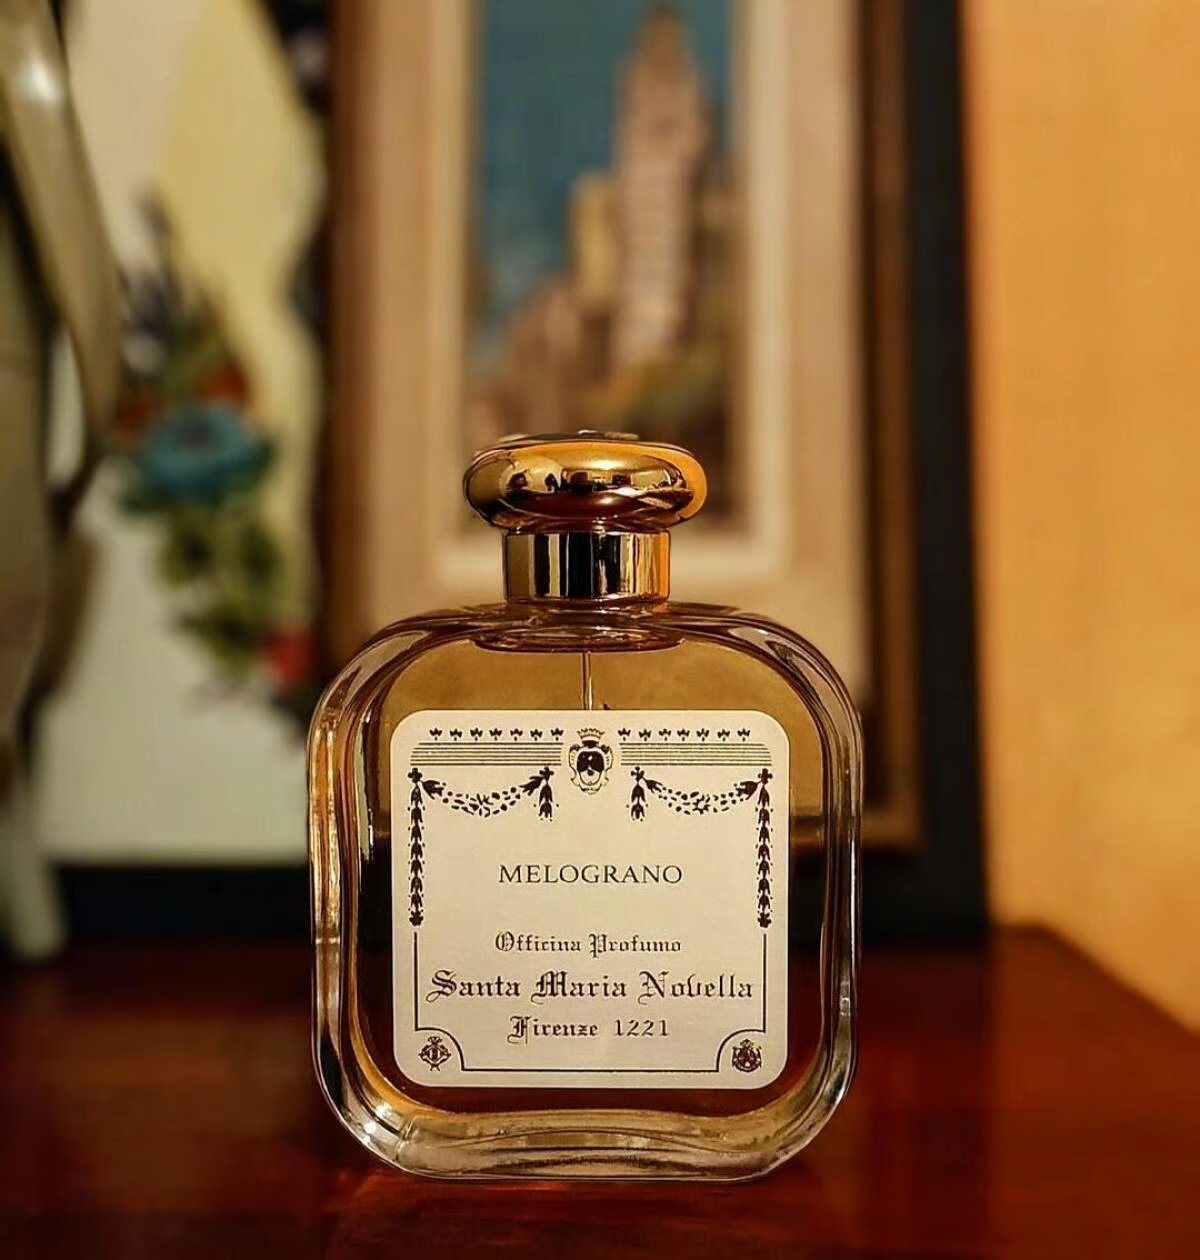 MELOGRANO
Officina Profumo
Santa Maria Novella
Firenze 1221